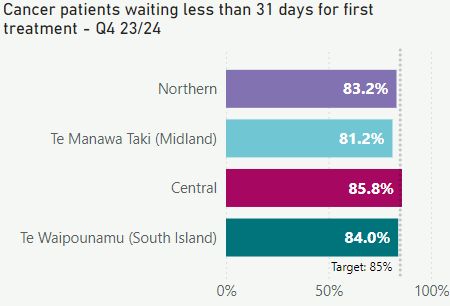 Cancer patients waiting less than 31 days for first
treatment - Q4 23/24
Northern 83.2%
Te Manawa Taki (Midland) 81.2%
Central 85.8%
Te Waipounamu (South Island) 84.0%
Target: 85%
0% 50% 100%